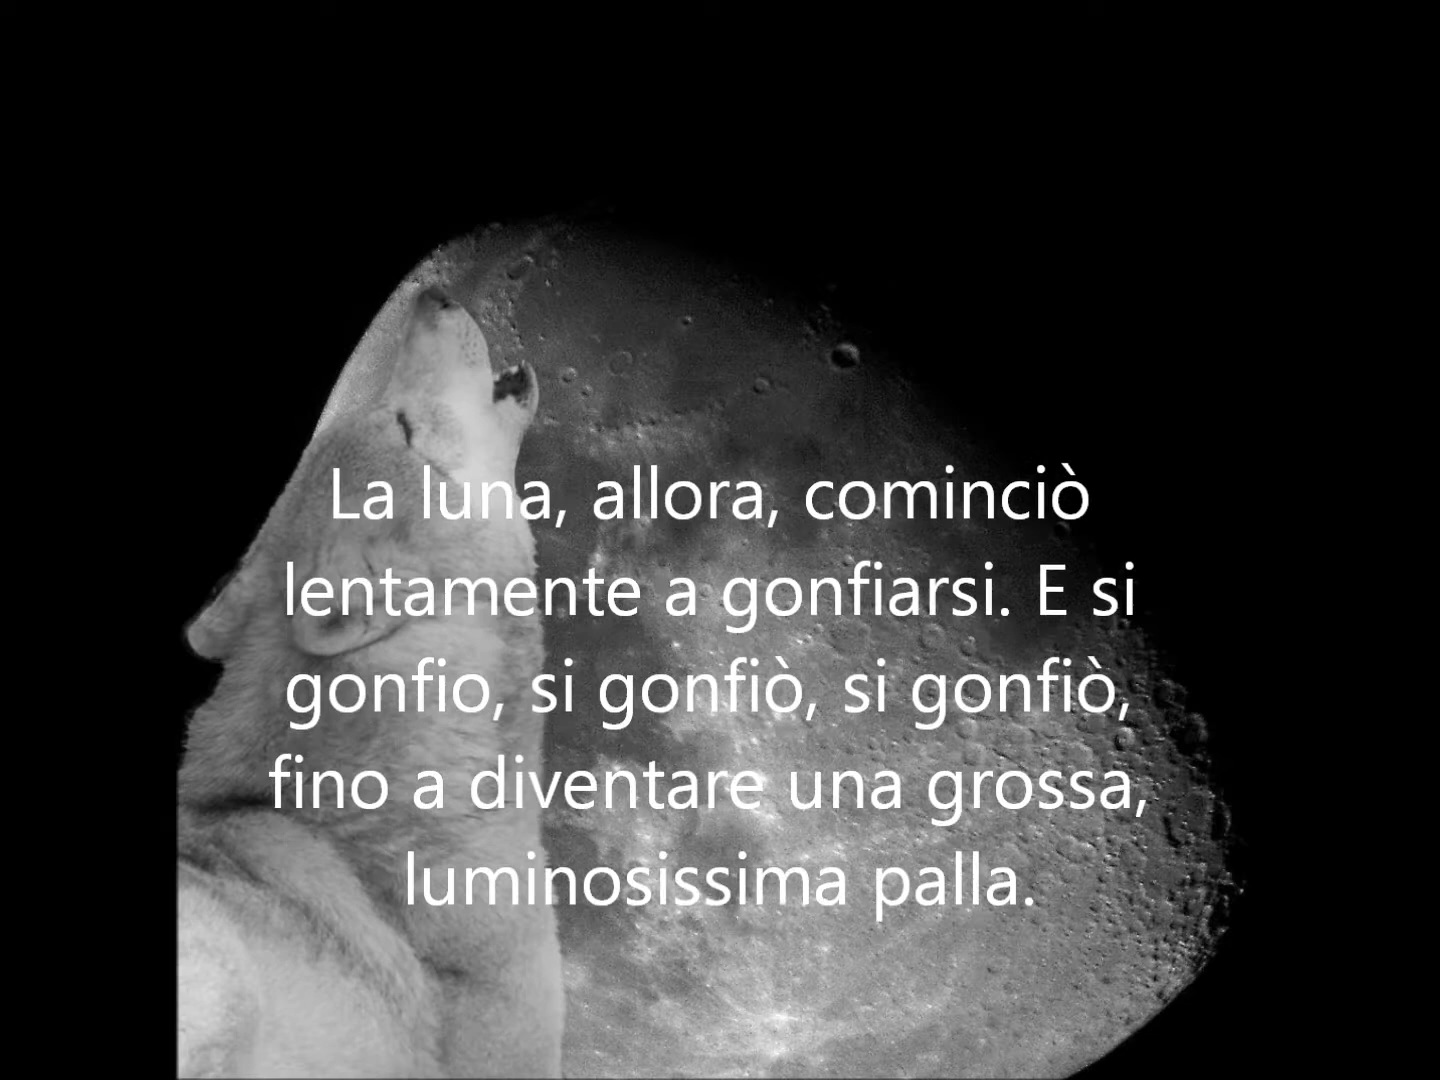 La luna, allora, cominciò
lentamente a gonfiarsi. E si
gonfio, si gonfiò, si gonfiò,
fino a diventare una grossa,
luminosissima palla.